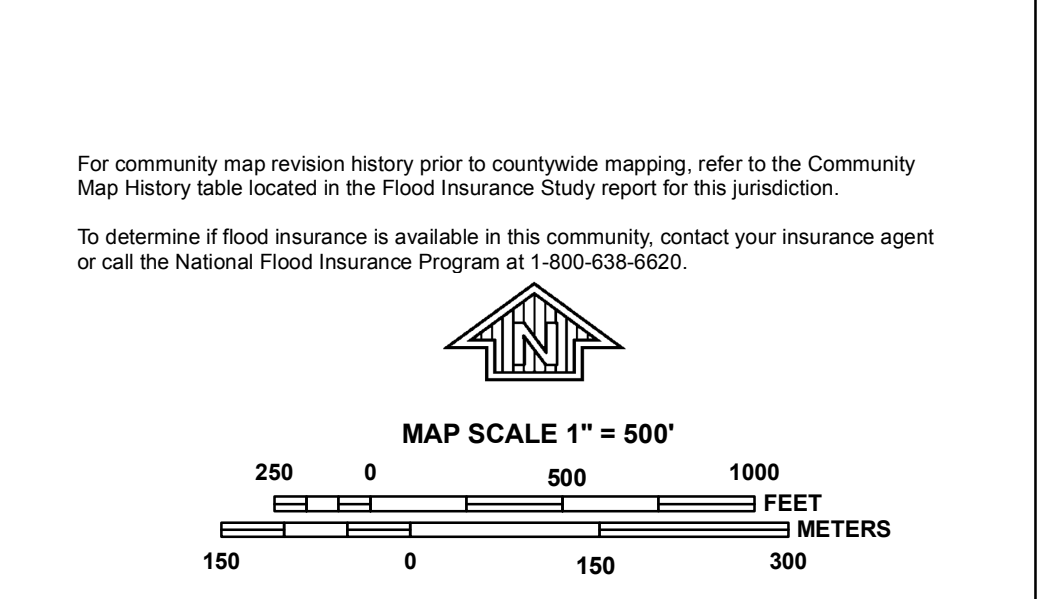 For community map revision history prior to countywide mapping, refer to the Community
Map History table located in the Flood Insurance Study report for this jurisdiction.
To determine if flood insurance is available in this community, contact your insurance agent
or call the National Flood Insurance Program at 1-800-638-6620.
N
MAP SCALE 1" = 500'
250 0 500 1000
FEET
METERS
150 0 150 300